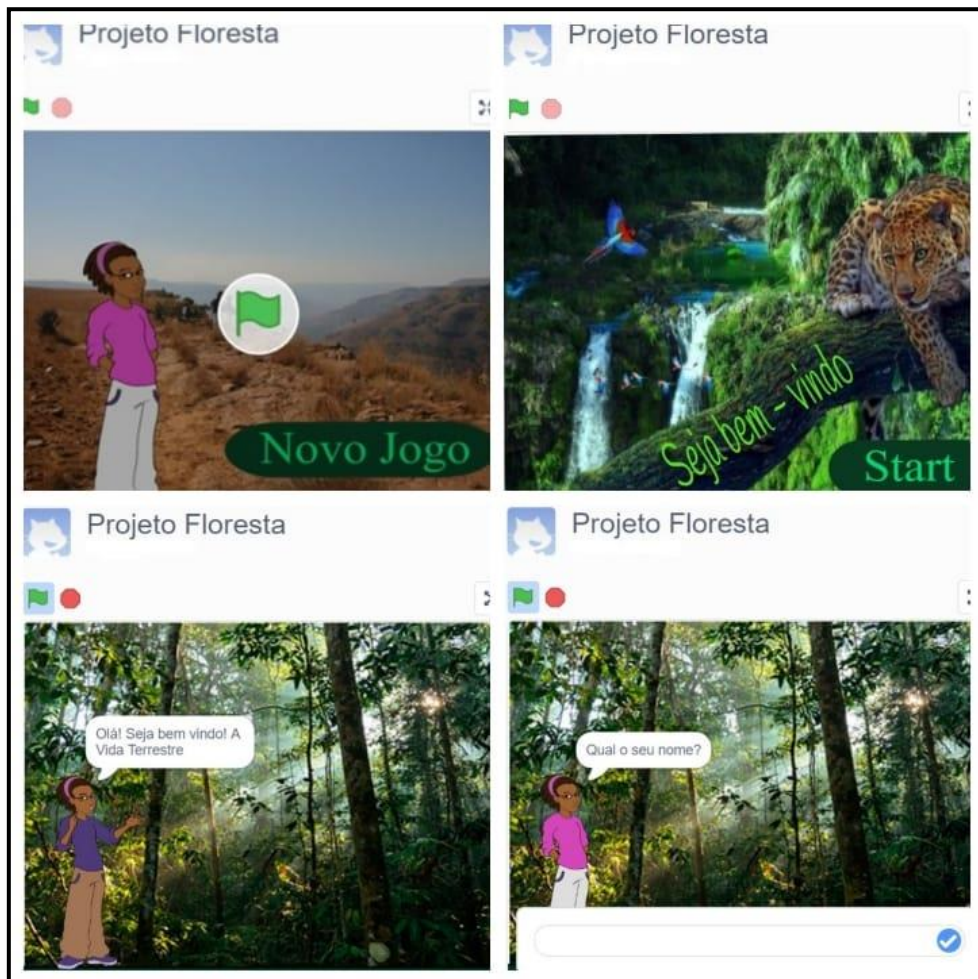 Projeto Floresta
Novo Jogo
Projeto Floresta
Seja bem - vindo
Start
Projeto Floresta
Olá! Seja bem vindo! A
Vida Terrestre
Projeto Floresta
Qual o seu nome?